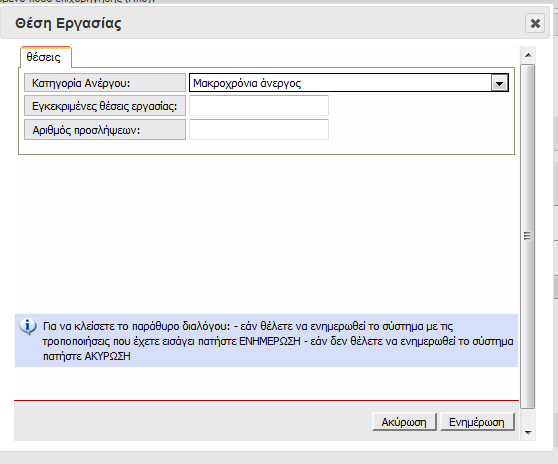 Θέση Εργασίας
θέσεις
Κατηγορία Ανέργου: Μακροχρόνια άνεργος
Εγκεκριμένες θέσεις εργασίας:
Αριθμός προσλήψεων:
Για να κλείσετε το παράθυρο διαλόγου: - εάν θέλετε να ενημερωθεί το σύστημα με τις
τροποποιήσεις που έχετε εισάγει πατήστε ΕΝΗΜΕΡΩΣΗ - εάν δεν θέλετε να ενημερωθεί το σύστημα
πατήστε ΑΚΥΡΩΣΗ
Ακύρωση Ενημέρωση